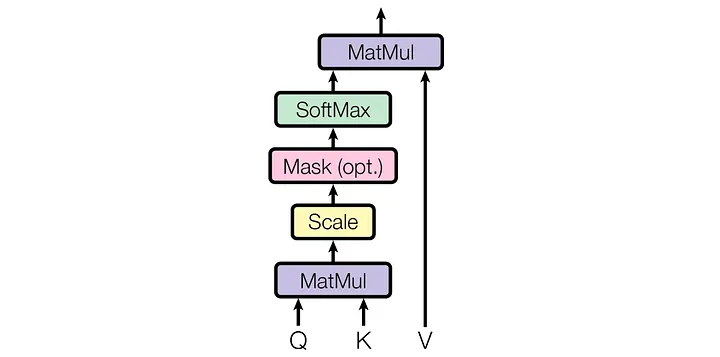 MatMul
SoftMax
Mask (opt.)
Scale
MatMul
Q K V